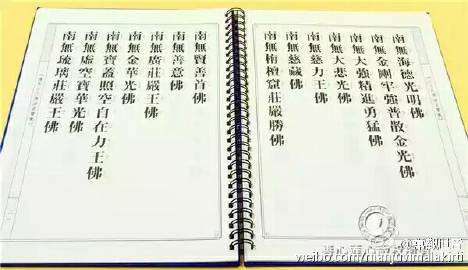 南無海德光明佛
南無金剛牢強普散金光佛
南無大強精進勇猛佛
南無大悲光佛
南無慈力王佛
南無慈藏佛
南無栴檀窟莊嚴勝佛
南無賢善首佛
南無善意佛
南無廣莊嚴王佛
南無金華光佛
南無寶蓋照空自在力王佛
南無虛空寶華光佛
南無琉璃莊嚴王佛
weibo.com/manjuvimalakirti